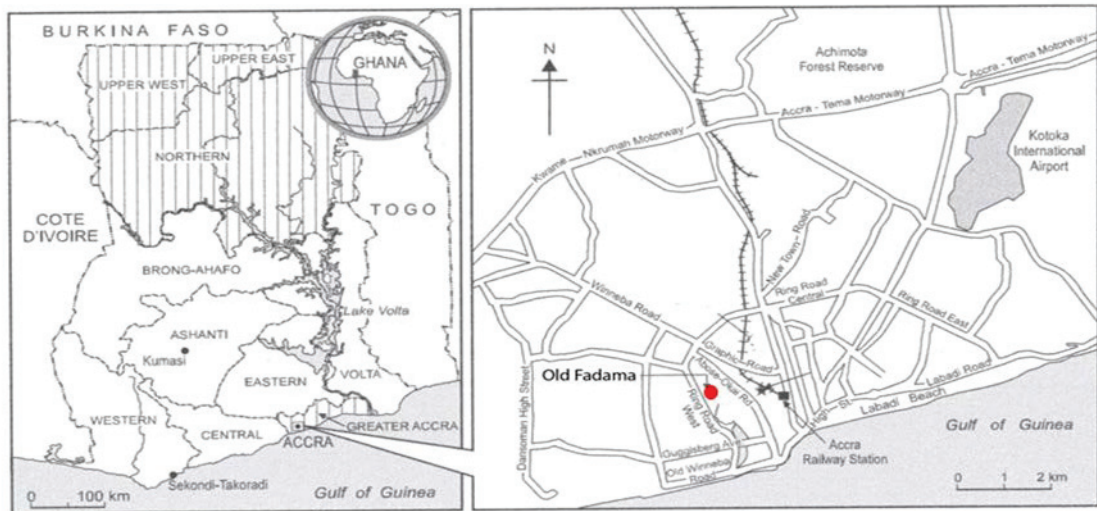 BURKINA FASO
UPPER EAST
UPPER WEST
GHANA
NORTHERN
COTE
D'IVOIRE
TOGO
BRONG-AHAFO
Lake Volta
ASHANTI
Kumasi
EASTERN
VOLTA
WESTERN
CENTRAL
GREATER ACCRA
ACCRA
Sekondi-Takoradi
0 100 km
Gulf of Guinea
N
Achimota
Forest Reserve
Accra-Tema Motorway
Accra - Tema Motorway
Kwame Nkrumah Motorway
Kotoka
International
Airport
New Town - Road
Ring Road
Central
Winneba Road
Ring Road East
Graphic Road
Old Fadama
Abose-Okai Rd
Ring Road
West
Labadi Road
High St.
Labadi Beach
Dansoman High Street
Guggisberg Ave
Old Winneba
Road
Accra
Railway Station
Gulf of Guinea
0 1 2 km